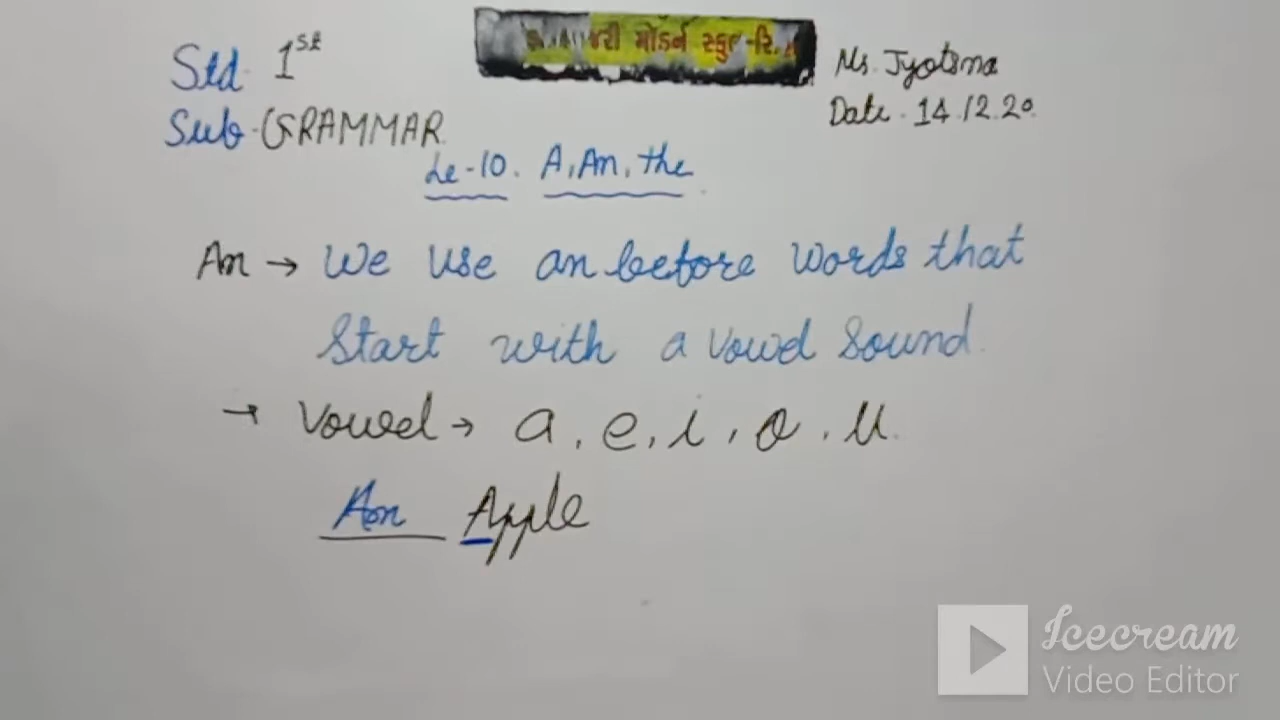 Std. 1st
મોડર્ન સ્કુલ
Ms. Jyotsna
Sub - GRAMMAR
Date. 14.12.20.
Le-10. A, An, the
An → We use an before words that
Start with a vowel sound.
→ Vowel → a, e, i, o, u.
An Apple
Icecream
Video Editor